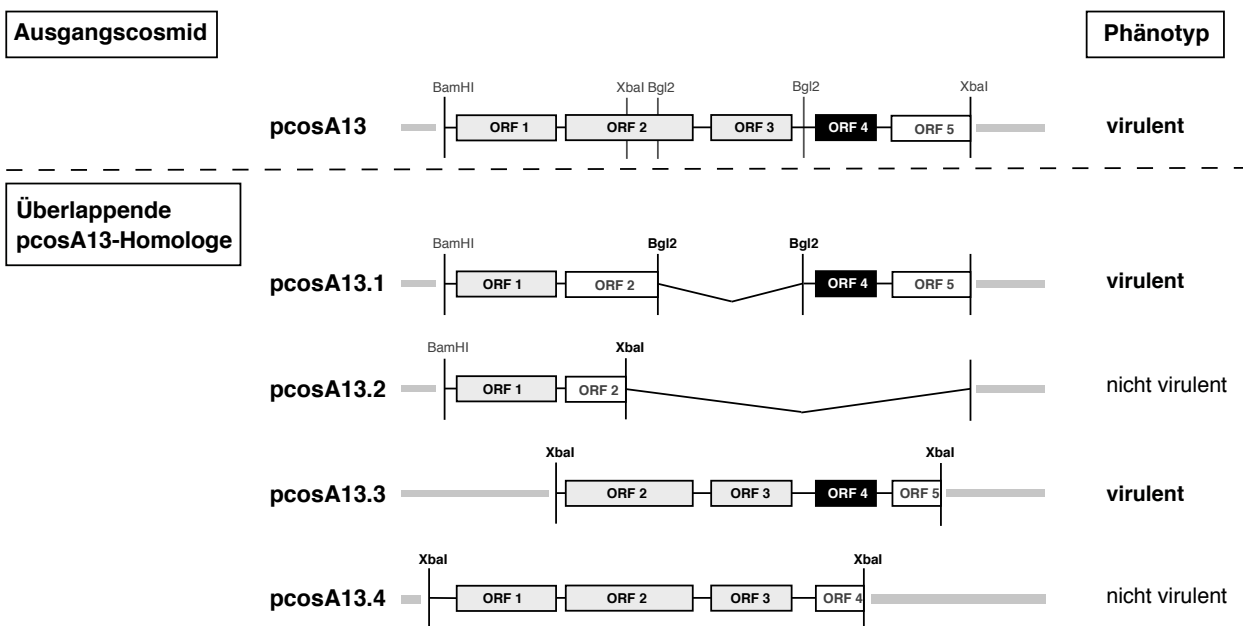 Ausgangscosmid
Phänotyp
BamHI XbaI Bgl2 Bgl2 XbaI
pcosA13 ORF 1 ORF 2 ORF 3 ORF 4 ORF 5 virulent
Überlappende
pcosA13-Homologe
BamHI Bgl2 Bgl2
pcosA13.1 ORF 1 ORF 2 ORF 4 ORF 5 virulent
BamHI XbaI
pcosA13.2 ORF 1 ORF 2 nicht virulent
XbaI XbaI
pcosA13.3 ORF 2 ORF 3 ORF 4 ORF 5 virulent
XbaI XbaI
pcosA13.4 ORF 1 ORF 2 ORF 3 ORF 4 nicht virulent